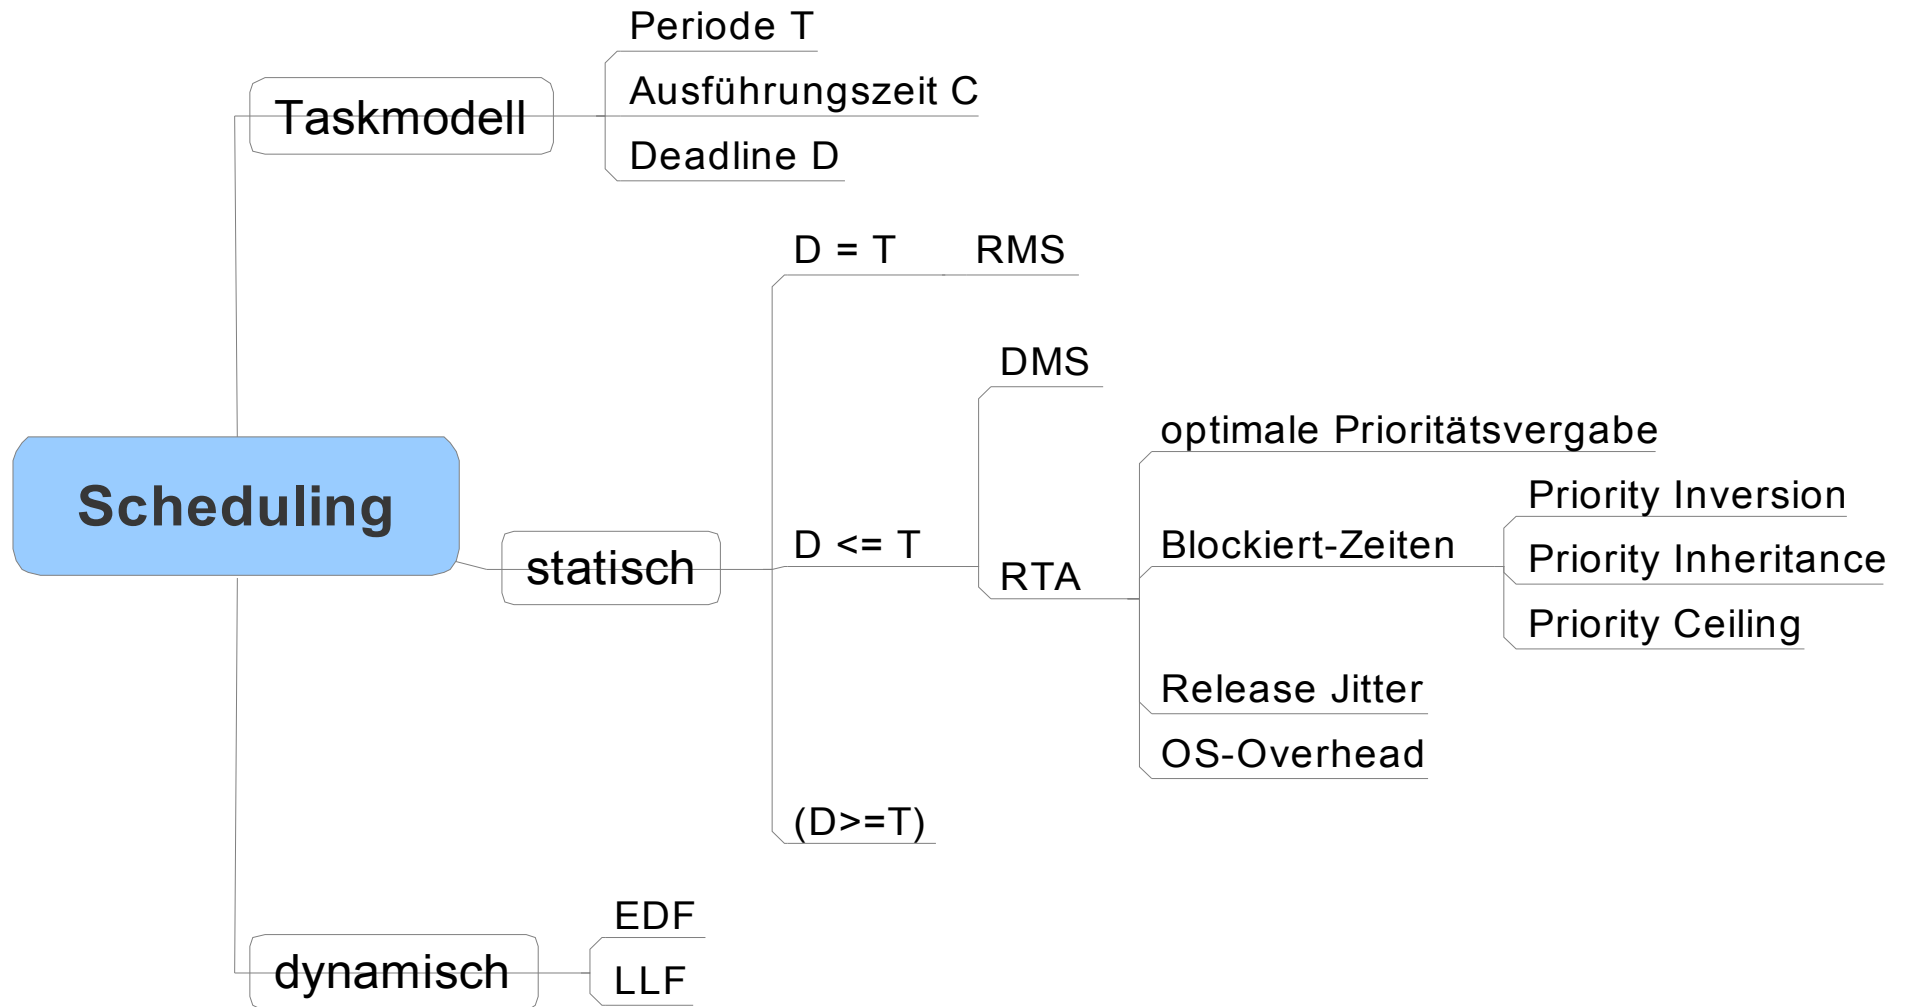 Periode T
Taskmodell
Ausführungszeit C
Deadline D
D = T
RMS
DMS
optimale Prioritätsvergabe
Scheduling
Priority Inversion
statisch
D <= T
Blockiert-Zeiten
Priority Inheritance
RTA
Priority Ceiling
Release Jitter
OS-Overhead
(D>=T)
EDF
dynamisch
LLF